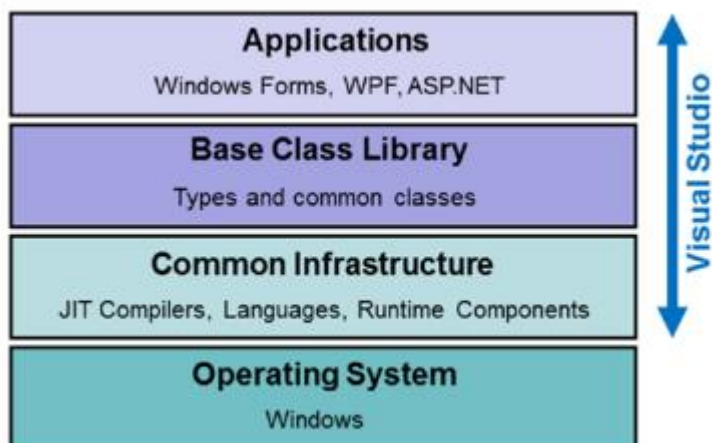 Applications
Windows Forms, WPF, ASP.NET
Base Class Library
Types and common classes
Common Infrastructure
JIT Compilers, Languages, Runtime Components
Operating System
Windows
Visual Studio